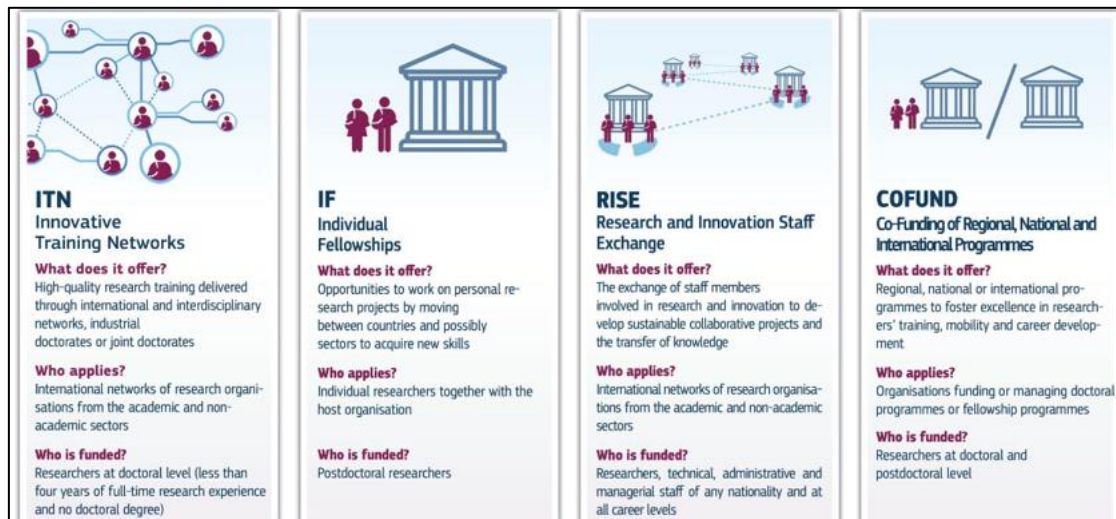 ITN
Innovative
Training Networks
What does it offer?
High-quality research training delivered
through international and interdisciplinary
networks, industrial
doctorates or joint doctorates
Who applies?
International networks of research organi-
sations from the academic and non-
academic sectors
Who is funded?
Researchers at doctoral level (less than
four years of full-time research experience
and no doctoral degree)
IF
Individual
Fellowships
What does it offer?
Opportunities to work on personal re-
search projects by moving
between countries and possibly
sectors to acquire new skills
Who applies?
Individual researchers together with the
host organisation
Who is funded?
Postdoctoral researchers
RISE
Research and Innovation Staff
Exchange
What does it offer?
The exchange of staff members
involved in research and innovation to de-
velop sustainable collaborative projects and
the transfer of knowledge
Who applies?
International networks of research organisa-
tions from the academic and non-academic
sectors
Who is funded?
Researchers, technical, administrative and
managerial staff of any nationality and at
all career levels
COFUND
Co-Funding of Regional, National and
International Programmes
What does it offer?
Regional, national or international pro-
grammes to foster excellence in research-
ers' training, mobility and career develop-
ment
Who applies?
Organisations funding or managing doctoral
programmes or fellowship programmes
Who is funded?
Researchers at doctoral and
postdoctoral level